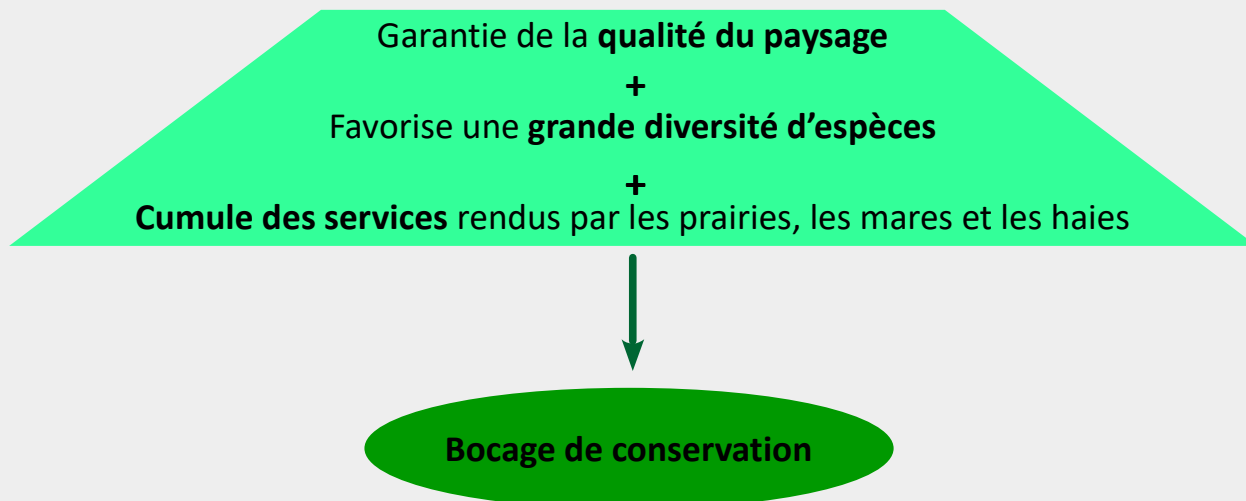 Garantie de la qualité du paysage
+
Favorise une grande diversité d’espèces
+
Cumule des services rendus par les prairies, les mares et les haies
Bocage de conservation